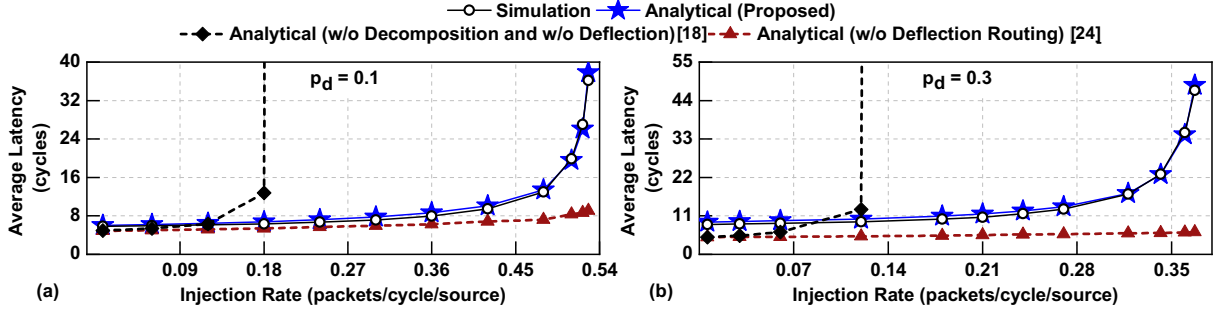 Simulation Analytical (Proposed)
Analytical (w/o Decomposition and w/o Deflection)[18] Analytical (w/o Deflection Routing) [24]
Average Latency
(cycles)
40
32
24
16
8
0
p_d = 0.1
0.09 0.18 0.27 0.36 0.45 0.54
(a) Injection Rate (packets/cycle/source)
Average Latency
(cycles)
55
44
33
22
11
0
p_d = 0.3
0.07 0.14 0.21 0.28 0.35
(b) Injection Rate (packets/cycle/source)